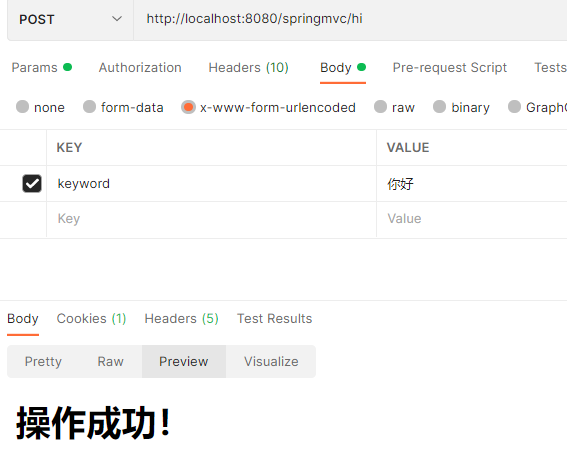 POST http://localhost:8080/springmvc/hi
Params Authorization Headers (10) Body Pre-request Script Tests
none form-data x-www-form-urlencoded raw binary Graph
KEY VALUE
keyword 你好
Key Value
Body Cookies (1) Headers (5) Test Results
Pretty Raw Preview Visualize
操作成功！